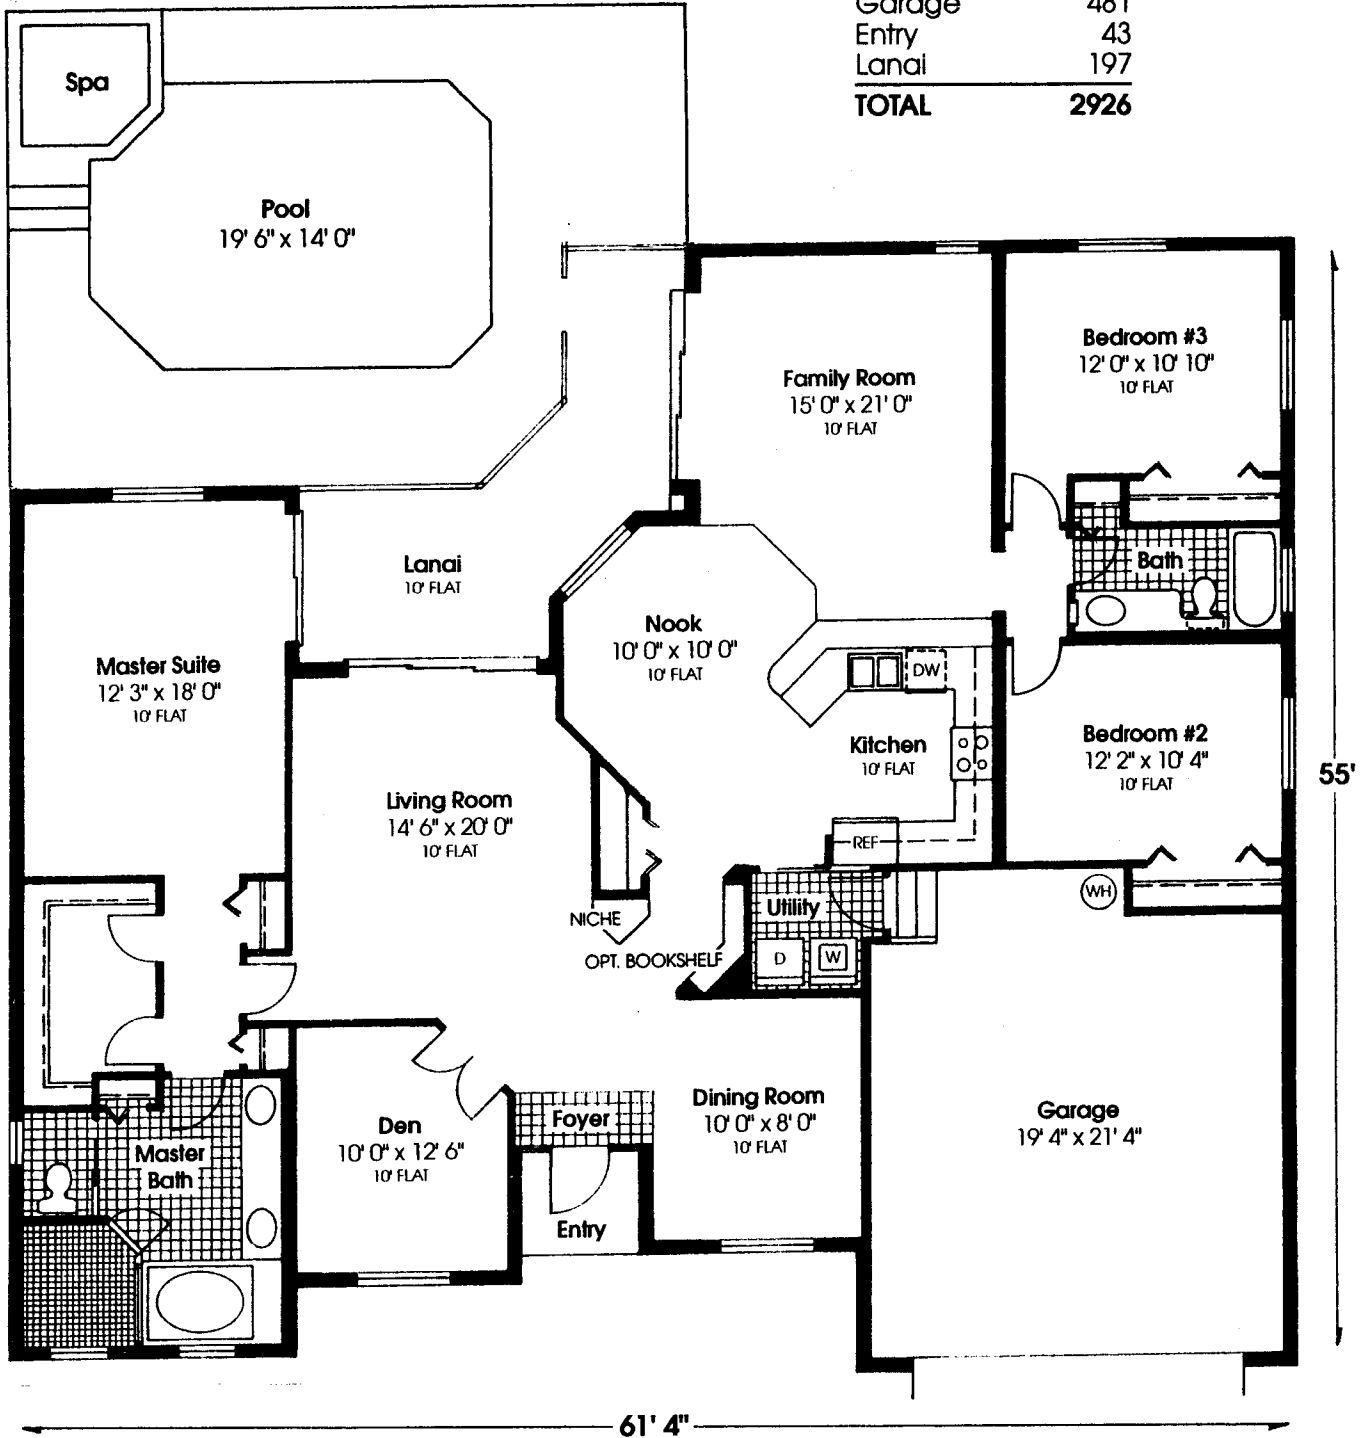 Garage 481
Entry 43
Lanai 197
TOTAL 2926
Spa
Pool
19' 6" x 14' 0"
Family Room
15' 0" x 21' 0"
10' FLAT
Bedroom #3
12' 0" x 10' 10"
10' FLAT
Lanai
10' FLAT
Bath
Nook
10' 0" x 10' 0"
10' FLAT
Master Suite
12' 3" x 18' 0"
10' FLAT
DW
Kitchen
10' FLAT
Bedroom #2
12' 2" x 10' 4"
10' FLAT
55'
Living Room
14' 6" x 20' 0"
10' FLAT
REF
WH
NICHE
Utility
OPT. BOOKSHELF
D
W
Den
10' 0" x 12' 6"
10' FLAT
Foyer
Dining Room
10' 0" x 8' 0"
10' FLAT
Garage
19' 4" x 21' 4"
Master
Bath
Entry
61' 4"